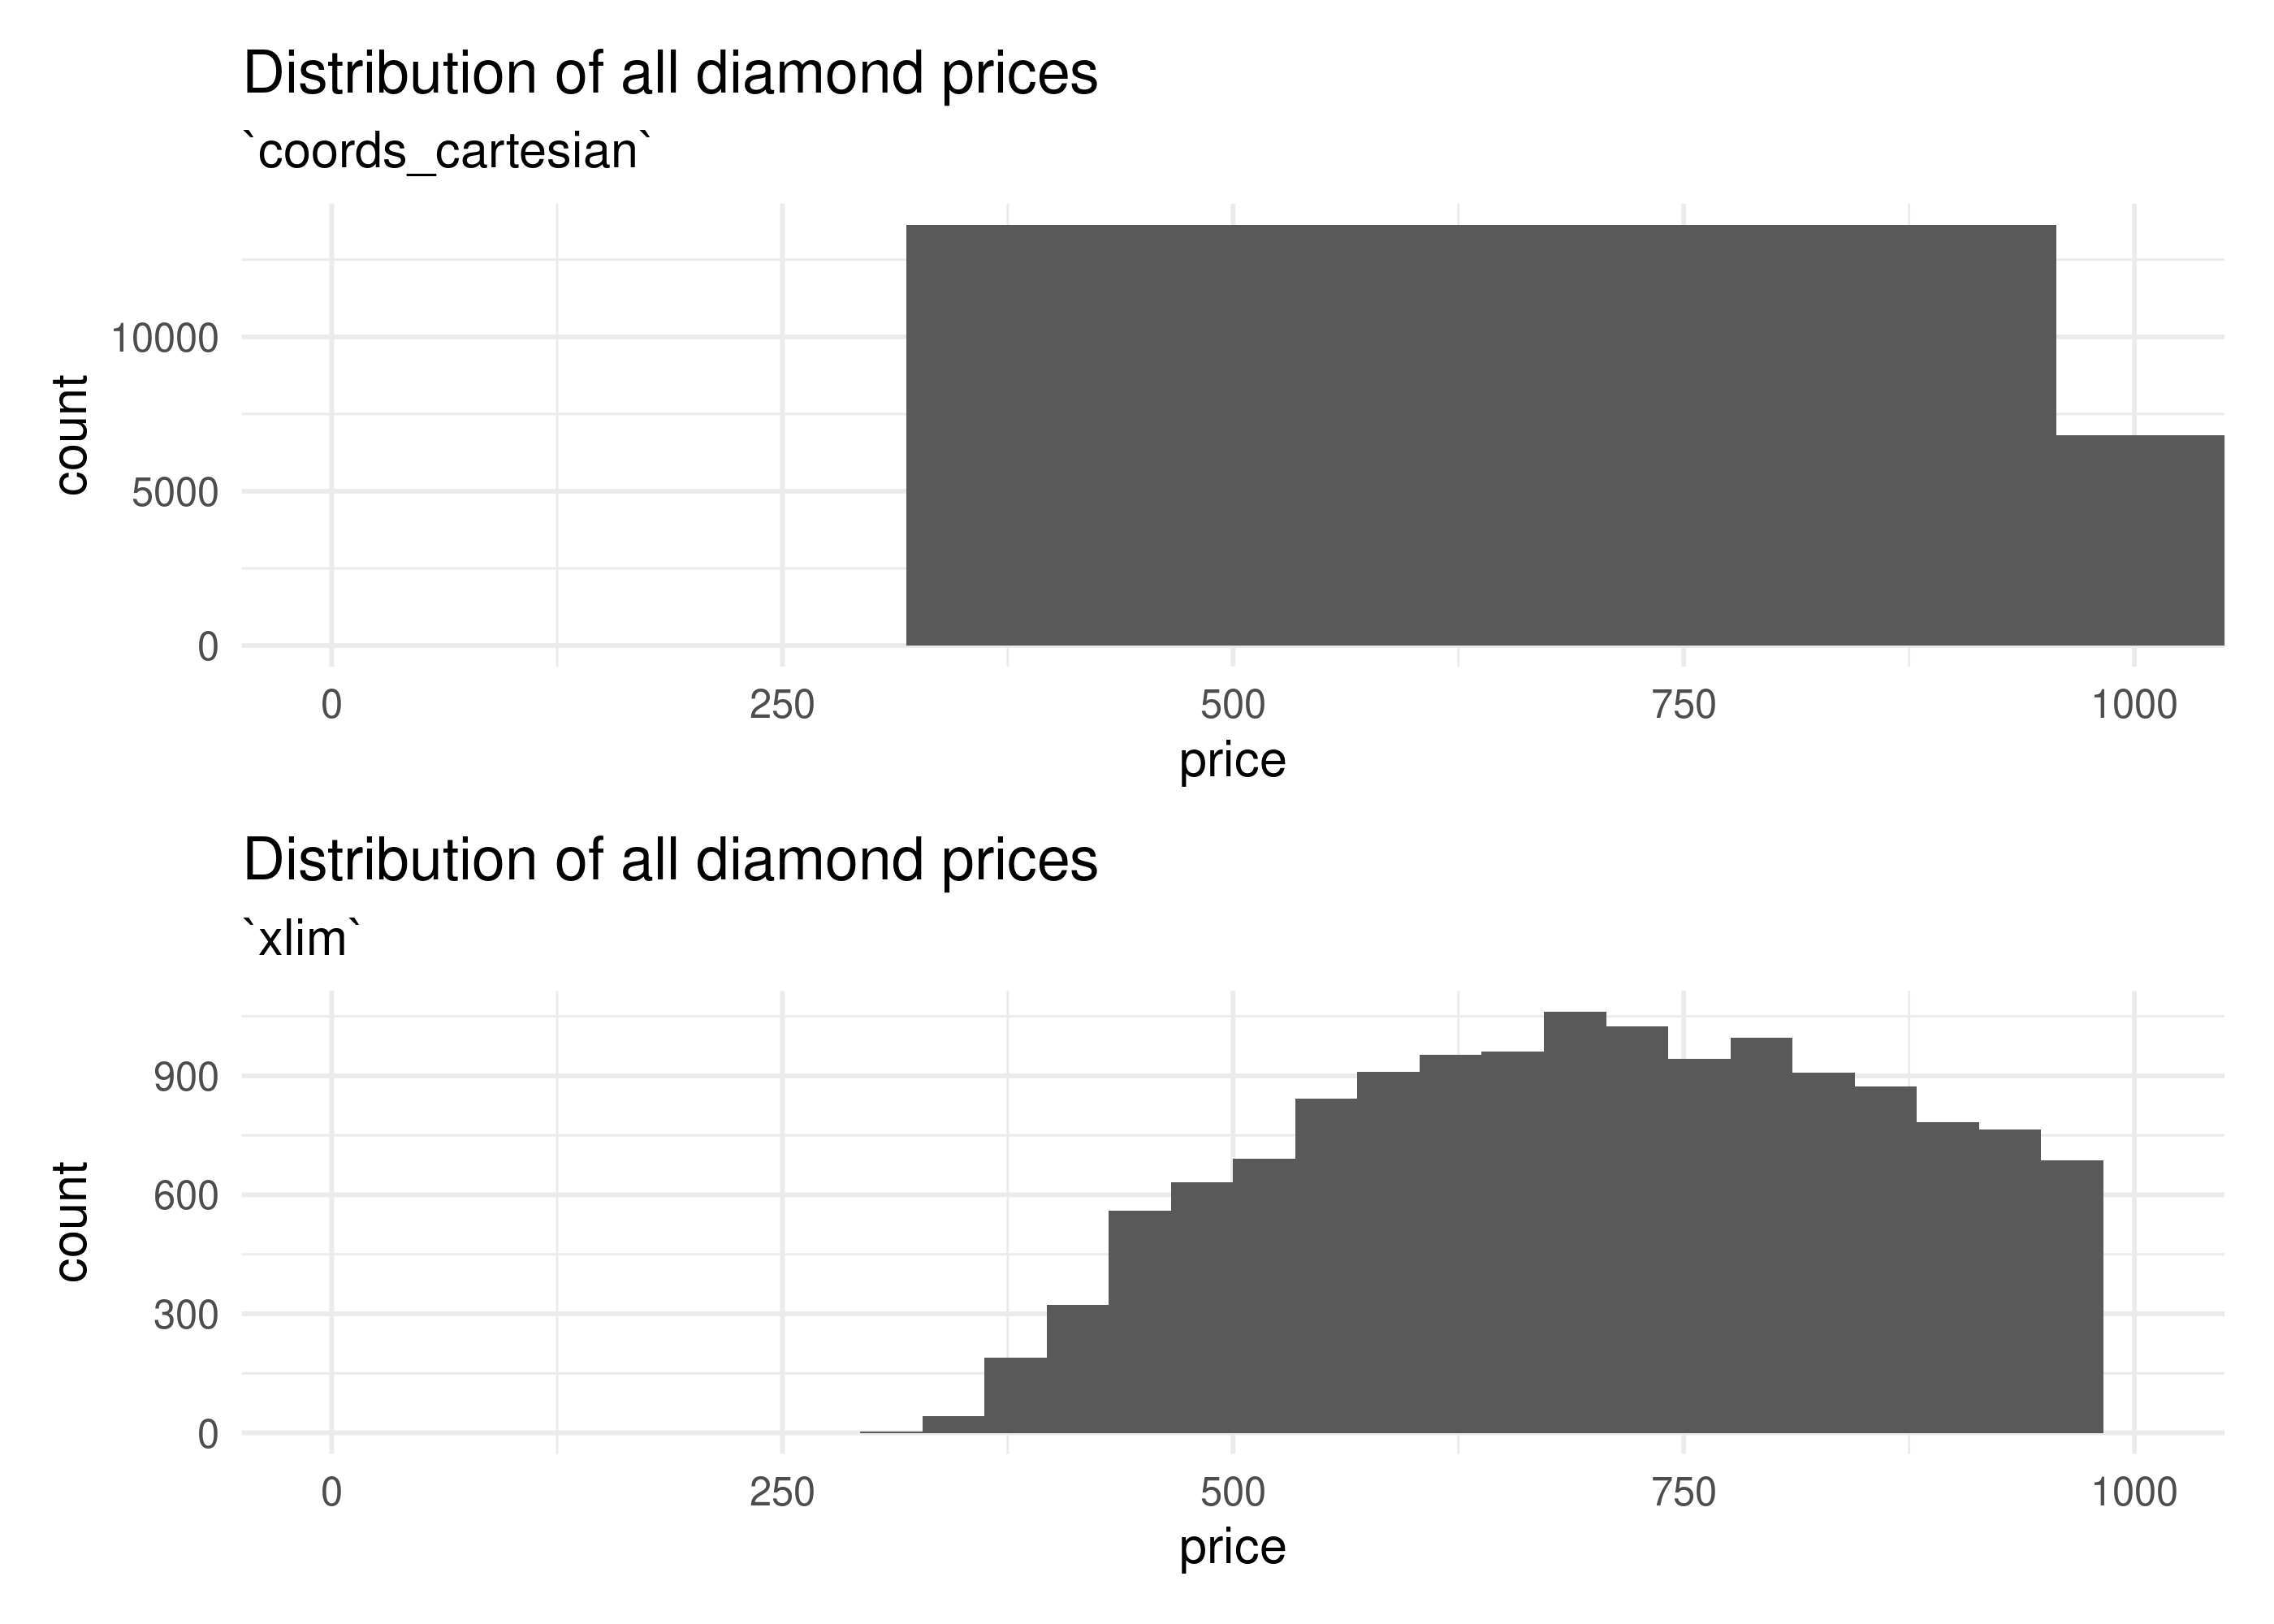 Distribution of all diamond prices
`coords_cartesian`
count
10000
5000
0
0 250 500 750 1000
price
Distribution of all diamond prices
`xlim`
count
900
600
300
0
0 250 500 750 1000
price